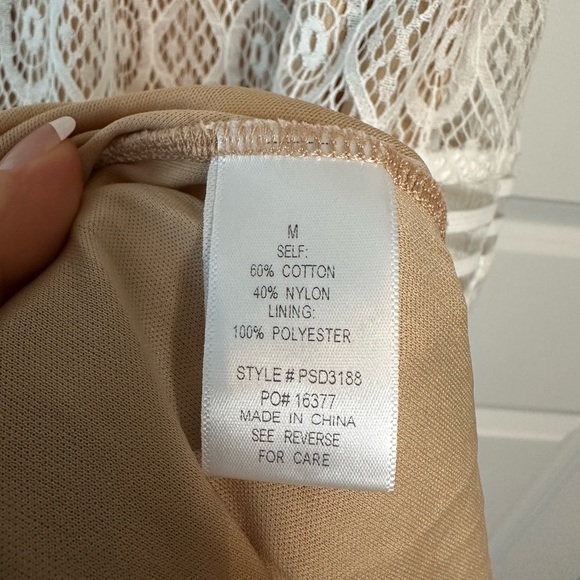 M
SELF:
60% COTTON
40% NYLON
LINING:
100% POLYESTER
STYLE # PSD3188
PO# 16377
MADE IN CHINA
SEE REVERSE
FOR CARE